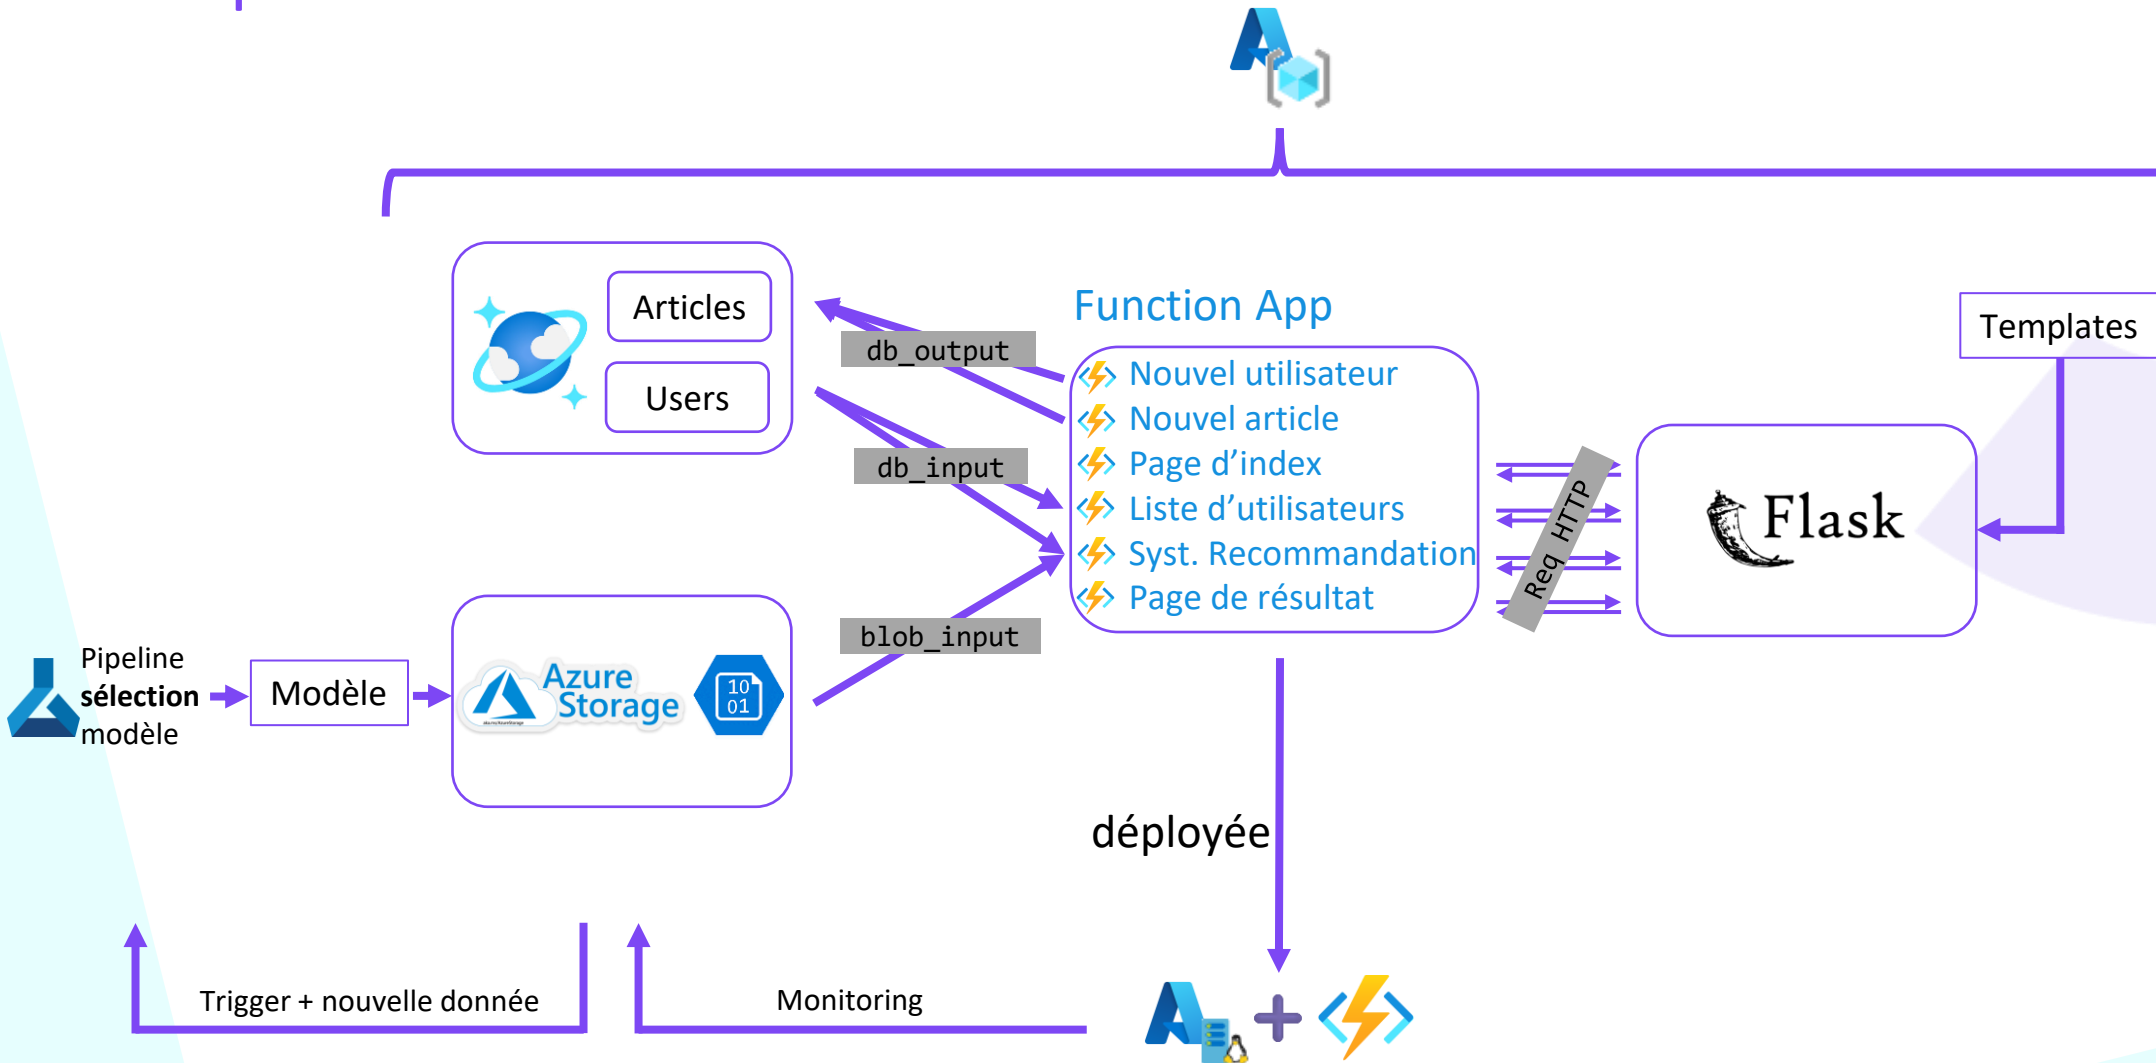 Articles
Users
db_output
db_input
Function App
Nouvel utilisateur
Nouvel article
Page d’index
Liste d’utilisateurs
Syst. Recommandation
Page de résultat
Req HTTP
Flask
Templates
Pipeline
sélection
modèle
Modèle
Azure
Storage
10
01
blob_input
déployée
Trigger + nouvelle donnée
Monitoring